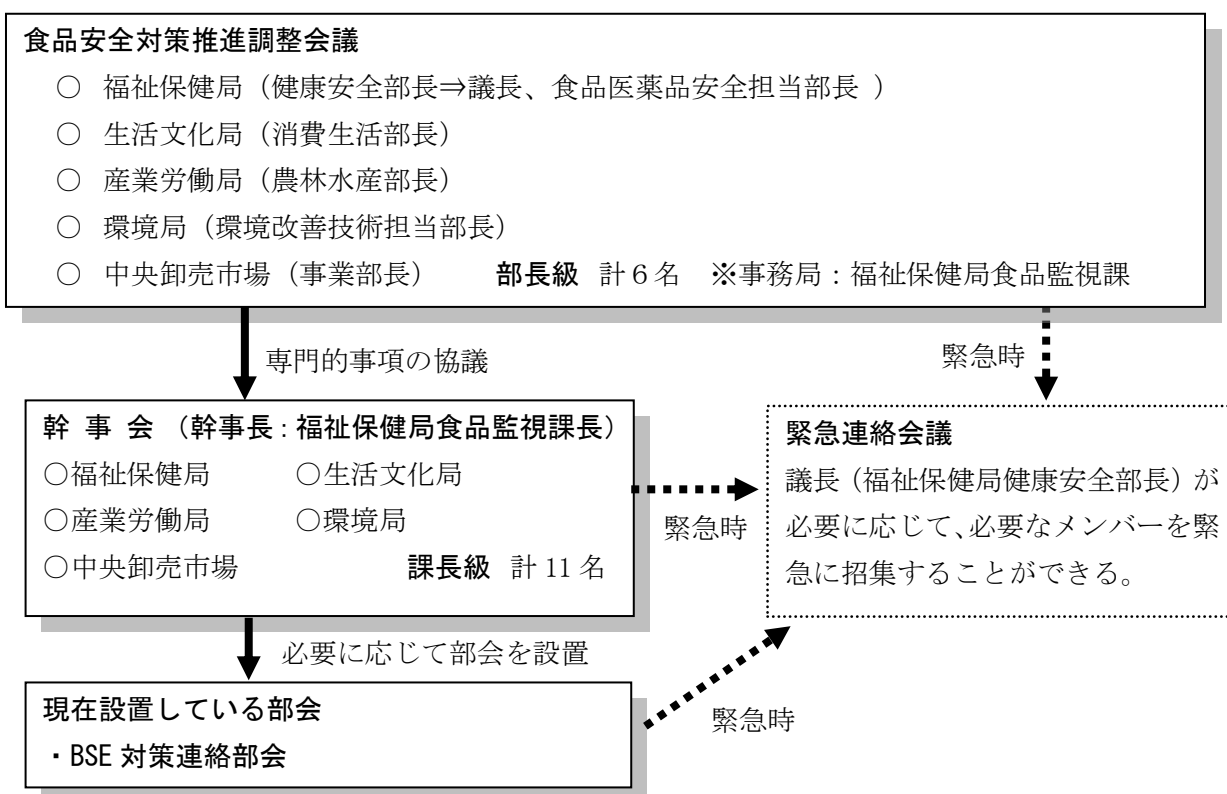 食品安全対策推進調整会議
○ 福祉保健局（健康安全部長⇒議長、食品医薬品安全担当部長 ）
○ 生活文化局（消費生活部長）
○ 産業労働局（農林水産部長）
○ 環境局（環境改善技術担当部長）
○ 中央卸売市場（事業部長） 部長級 計６名 ※事務局：福祉保健局食品監視課
専門的事項の協議
緊急時
幹 事 会 （幹事長：福祉保健局食品監視課長）
○福祉保健局 ○生活文化局
○産業労働局 ○環境局
○中央卸売市場 課長級 計 11 名
緊急時
緊急連絡会議
議長（福祉保健局健康安全部長）が
必要に応じて、必要なメンバーを緊
急に招集することができる。
必要に応じて部会を設置
現在設置している部会
・BSE 対策連絡部会
緊急時